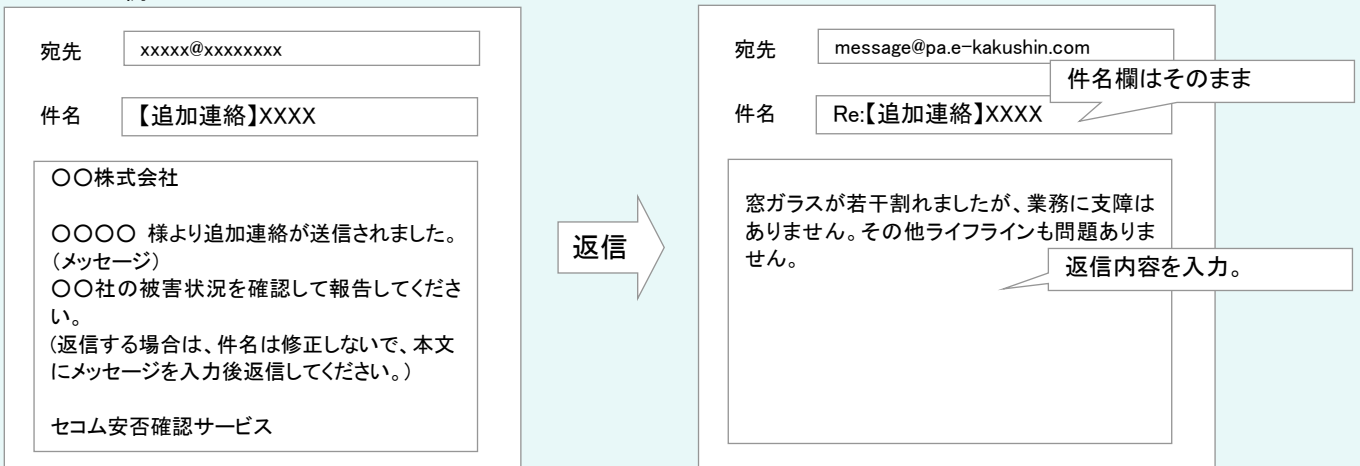 宛先 xxxxx@xxxxxxxx
件名 【追加連絡】XXXX
〇〇株式会社
〇〇〇〇 様より追加連絡が送信されました。
(メッセージ)
〇〇社の被害状況を確認して報告してくださ
い。
(返信する場合は、件名は修正しないで、本文
にメッセージを入力後返信してください。)
セコム安否確認サービス
返信
宛先 message@pa.e-kakushin.com
件名欄はそのまま
件名 Re:【追加連絡】XXXX
窓ガラスが若干割れましたが、業務に支障は
ありません。その他ライフラインも問題ありま
せん。
返信内容を入力。